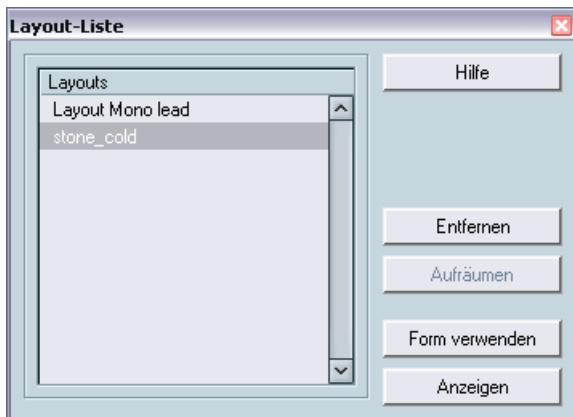 Layout-Liste
Layouts
Layout Mono lead
stone_cold
Hilfe
Entfernen
Aufräumen
Form verwenden
Anzeigen